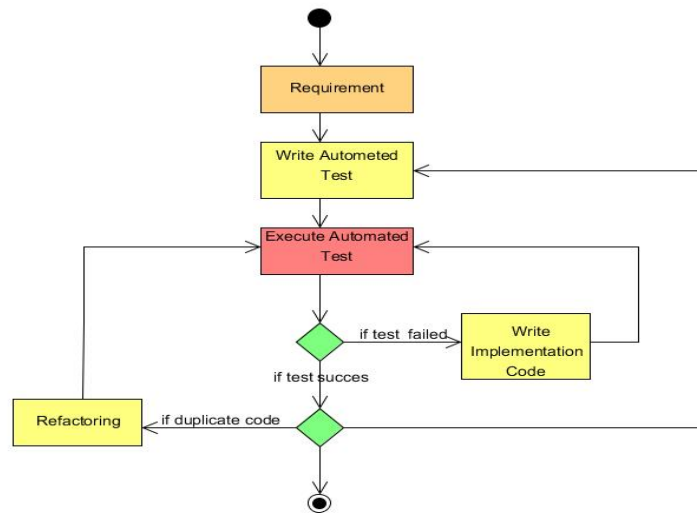 Requirement
Write Autometed
Test
Execute Automated
Test
if test failed
Write
Implementation
Code
if test succes
Refactoring
if duplicate code